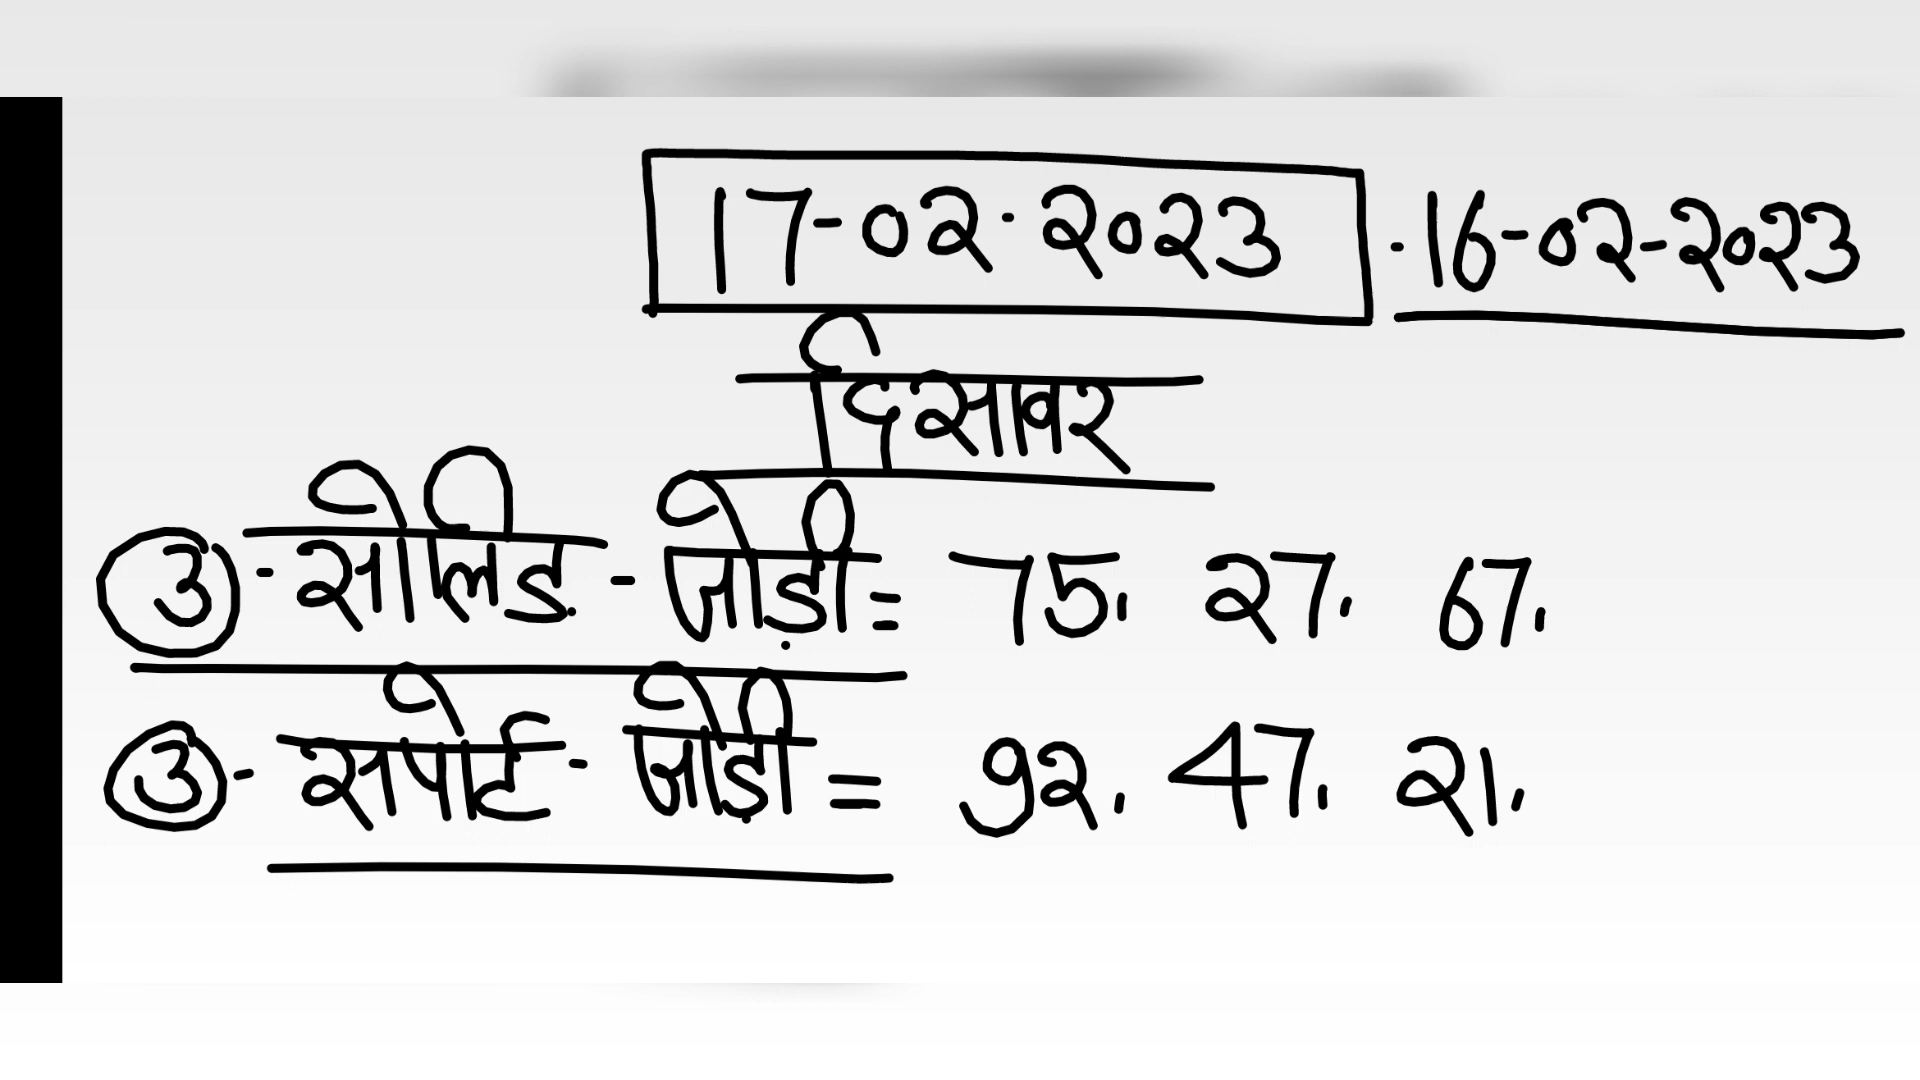 17-02-2023 - 16-02-2023
दिसावर
3 - सोलिड - जोड़ी = 75. 27. 67.
3 - सपोर्ट - जोड़ी = 92. 47. 21.